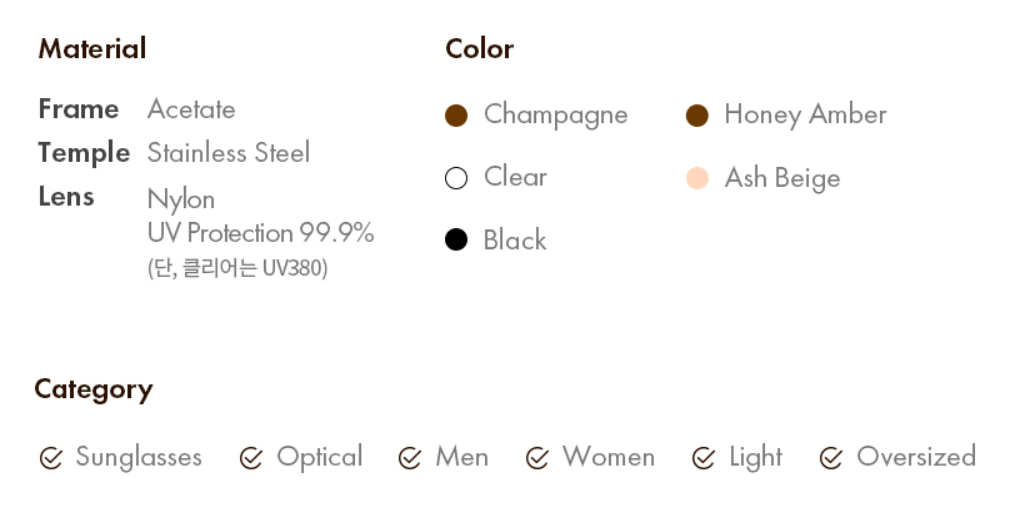 Material
Frame Acetate
Temple Stainless Steel
Lens Nylon
UV Protection 99.9%
(단, 클리어는 UV380)
Color
Champagne Honey Amber
Clear Ash Beige
Black
Category
Sunglasses Optical Men Women Light Oversized